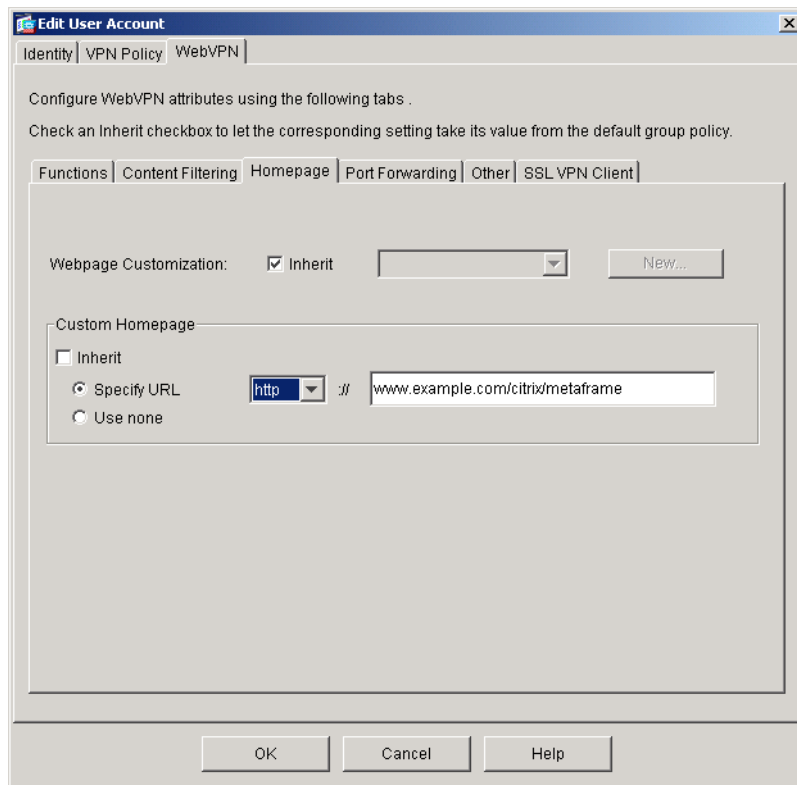 Edit User Account
Identity VPN Policy WebVPN
Configure WebVPN attributes using the following tabs .
Check an Inherit checkbox to let the corresponding setting take its value from the default group policy.
Functions Content Filtering Homepage Port Forwarding Other SSL VPN Client
Webpage Customization: Inherit New...
Custom Homepage
Inherit
Specify URL http :// www.example.com/citrix/metaframe
Use none
OK Cancel Help